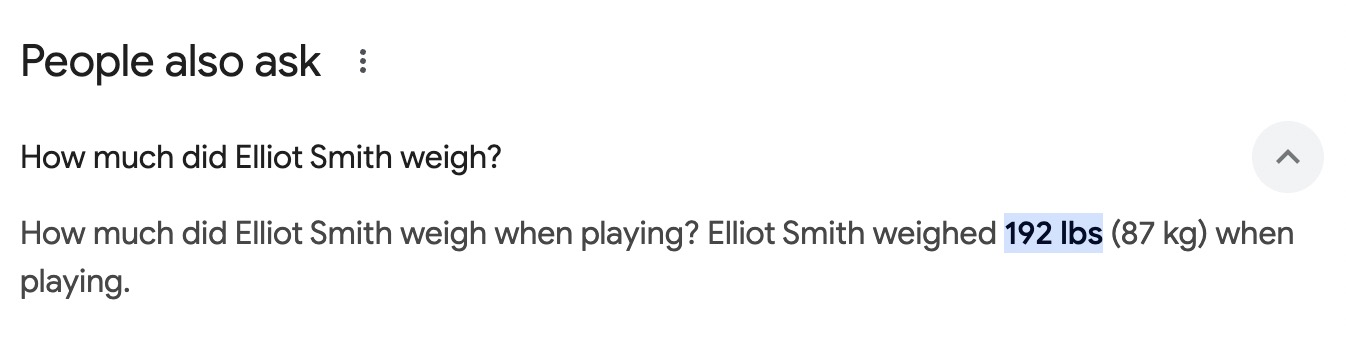 People also ask
How much did Elliot Smith weigh?
How much did Elliot Smith weigh when playing? Elliot Smith weighed 192 lbs (87 kg) when
playing.